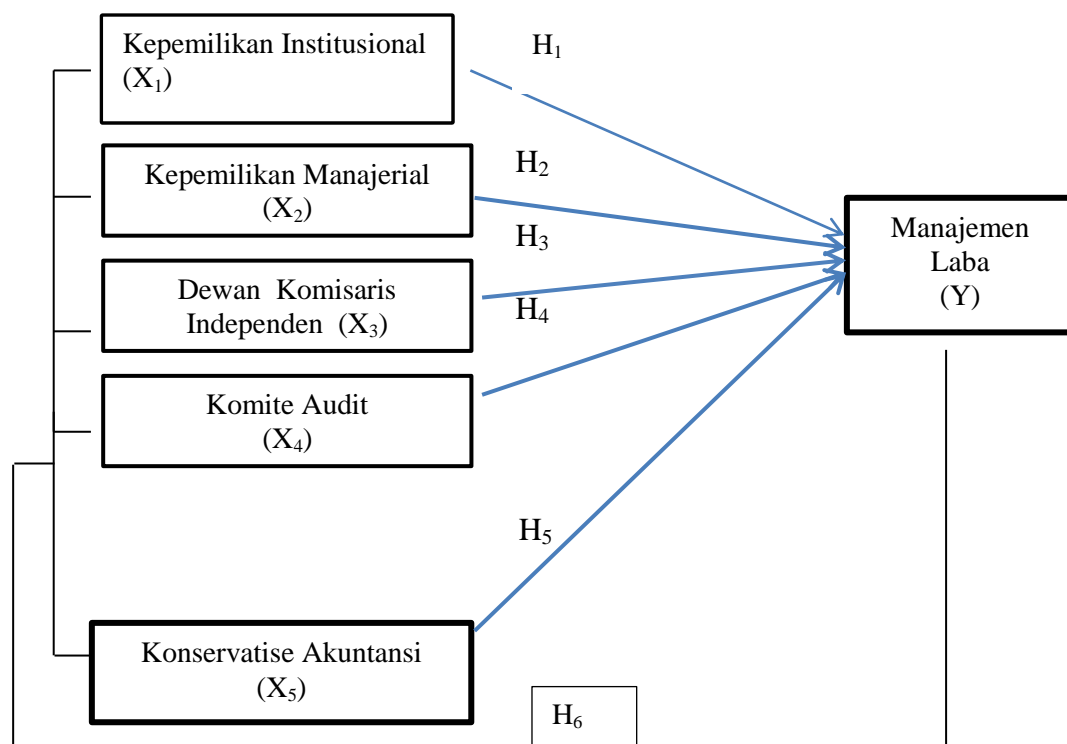 Kepemilikan Institusional
(X₁)
H₁
Kepemilikan Manajerial
(X₂)
H₂
H₃
Dewan Komisaris
Independen (X₃)
H₄
Komite Audit
(X₄)
Manajemen
Laba
(Y)
H₅
Konservatise Akuntansi
(X₅)
H₆